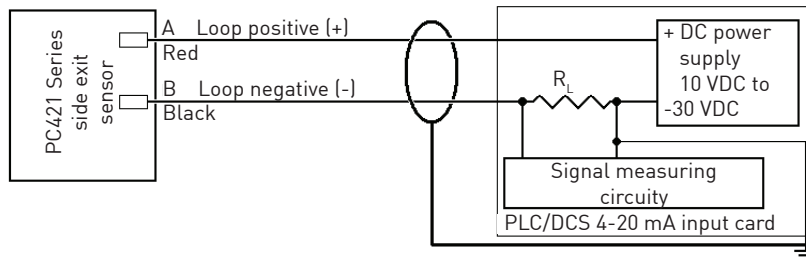 PC421 Series
side exit
sensor
A Loop positive (+)
Red
B Loop negative (-)
Black
R_L
+ DC power
supply
10 VDC to
-30 VDC
Signal measuring
circuity
PLC/DCS 4-20 mA input card